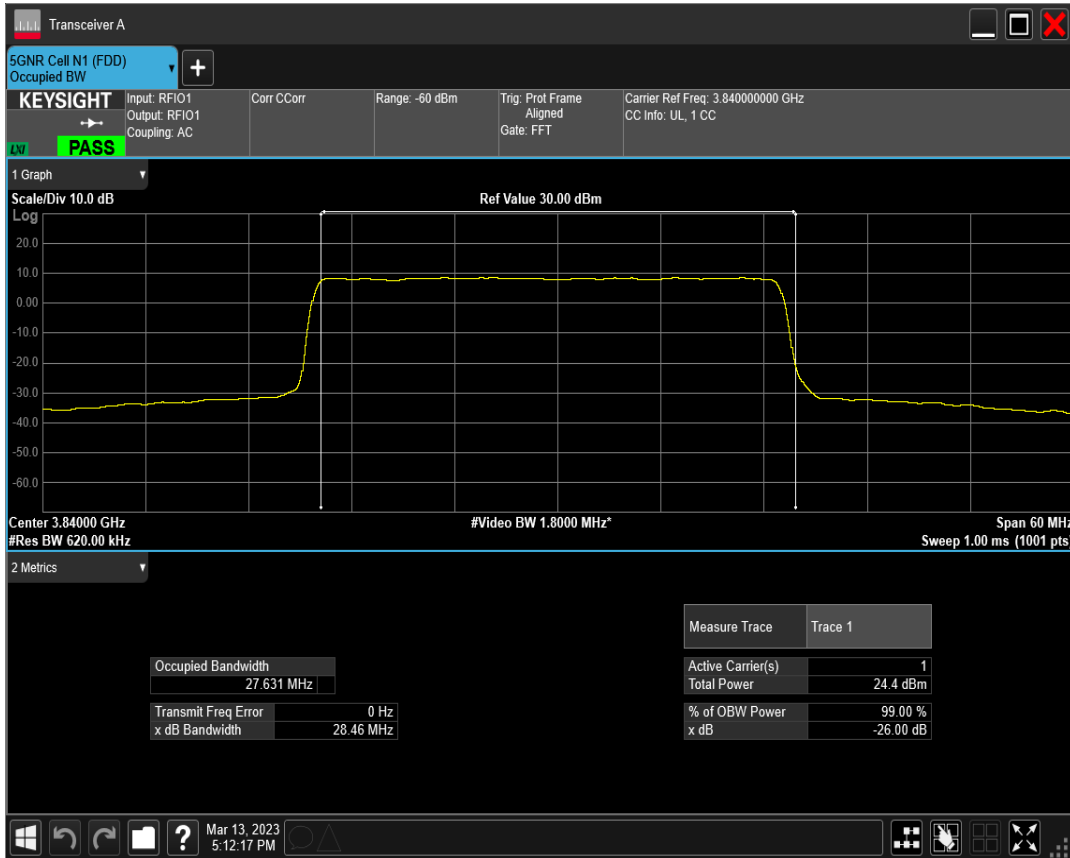 Transceiver A
5GNR Cell N1 (FDD)
Occupied BW
KEYSIGHT
LXI
PASS
Input: RFIO1
Output: RFIO1
Coupling: AC
Corr CCorr
Range: -60 dBm
Trig: Prot Frame
Aligned
Gate: FFT
Carrier Ref Freq: 3.840000000 GHz
CC Info: UL, 1 CC
1 Graph
Scale/Div 10.0 dB
Ref Value 30.00 dBm
Log
20.0
10.0
0.00
-10.0
-20.0
-30.0
-40.0
-50.0
-60.0
Center 3.84000 GHz
#Video BW 1.8000 MHz*
Span 60 MHz
#Res BW 620.00 kHz
Sweep 1.00 ms (1001 pts)
2 Metrics
Measure Trace Trace 1
Occupied Bandwidth
27.631 MHz
Active Carrier(s) 1
Total Power 24.4 dBm
Transmit Freq Error 0 Hz
x dB Bandwidth 28.46 MHz
% of OBW Power 99.00 %
x dB -26.00 dB
?
Mar 13, 2023
5:12:17 PM